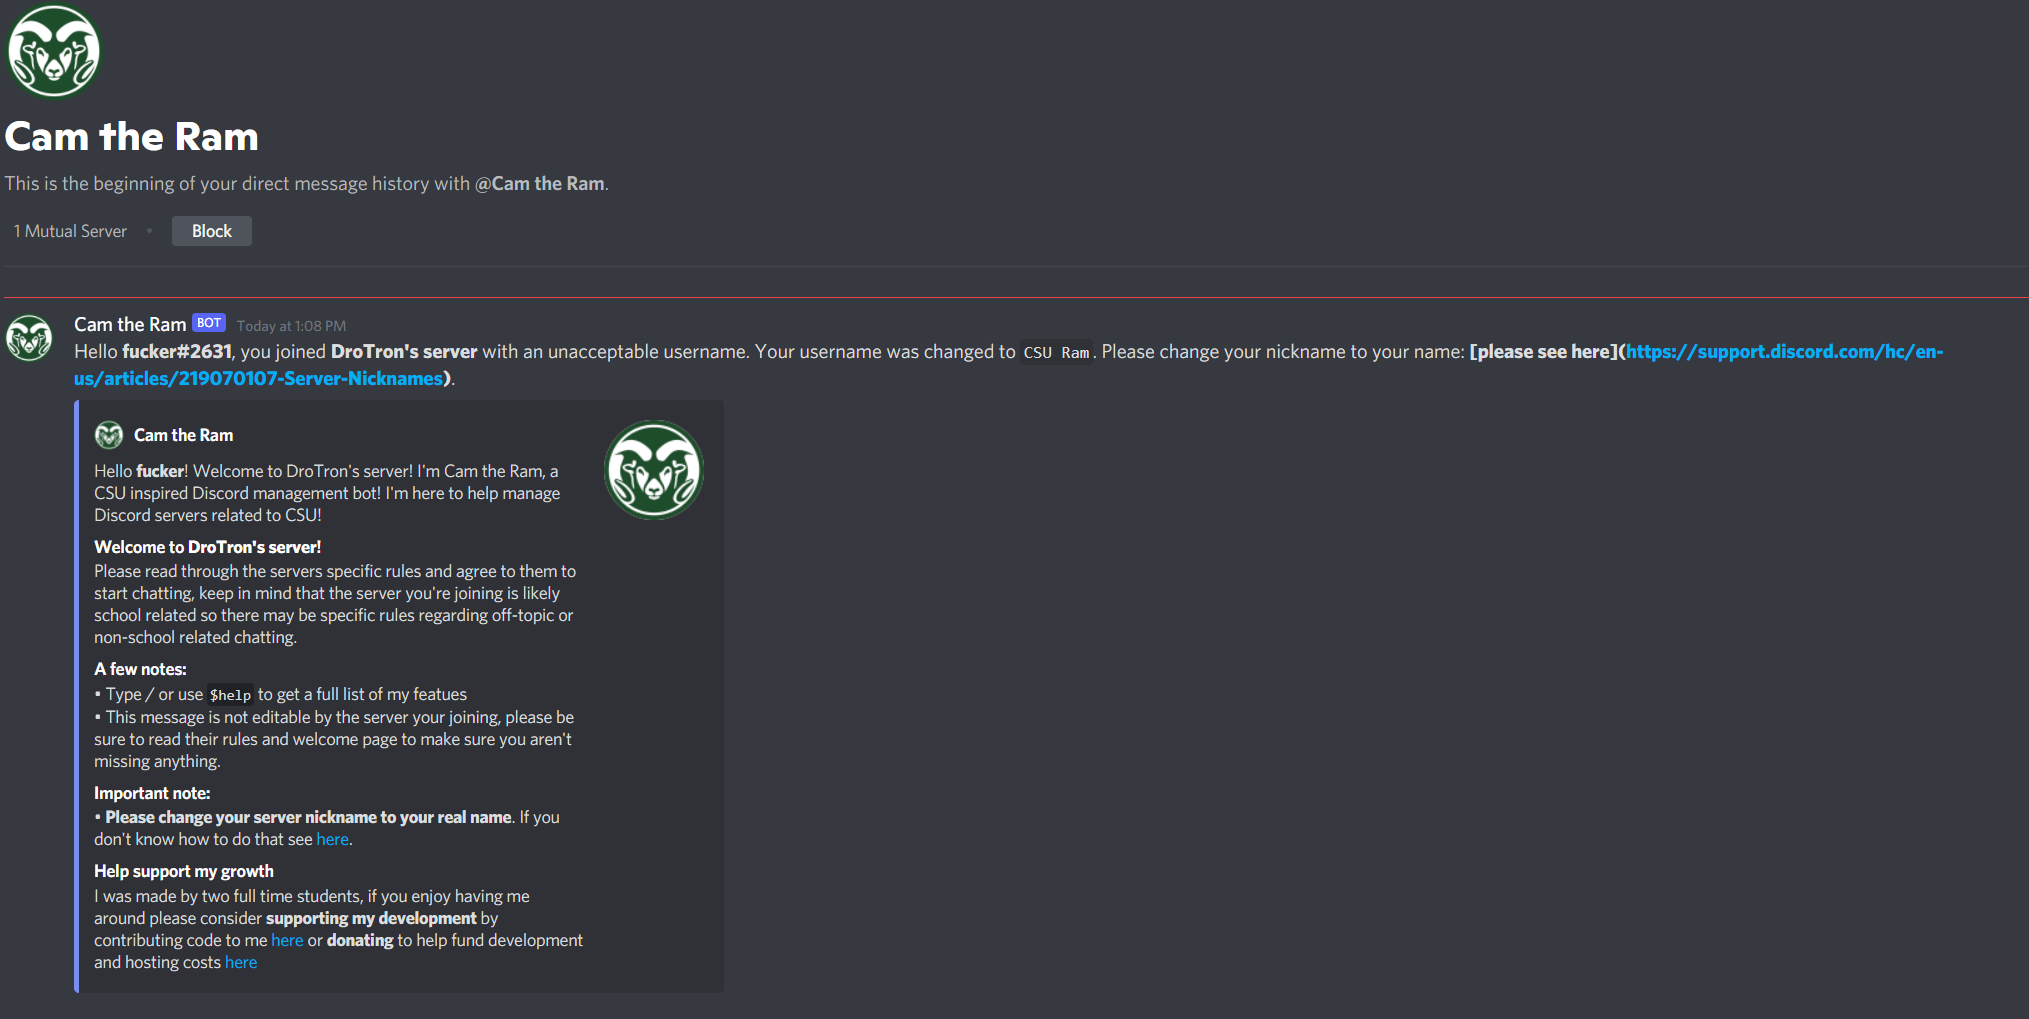 Cam the Ram
This is the beginning of your direct message history with @Cam the Ram.
1 Mutual Server • Block
Cam the Ram BOT Today at 1:08 PM
Hello fucker#2631, you joined DroTron's server with an unacceptable username. Your username was changed to CSU Ram. Please change your nickname to your name: [please see here](https://support.discord.com/hc/en-
us/articles/219070107-Server-Nicknames).
Cam the Ram
Hello fucker! Welcome to DroTron's server! I'm Cam the Ram, a
CSU inspired Discord management bot! I'm here to help manage
Discord servers related to CSU!
Welcome to DroTron's server!
Please read through the servers specific rules and agree to them to
start chatting, keep in mind that the server you're joining is likely
school related so there may be specific rules regarding off-topic or
non-school related chatting.
A few notes:
• Type / or use $help to get a full list of my featues
• This message is not editable by the server your joining, please be
sure to read their rules and welcome page to make sure you aren't
missing anything.
Important note:
• Please change your server nickname to your real name. If you
don't know how to do that see here.
Help support my growth
I was made by two full time students, if you enjoy having me
around please consider supporting my development by
contributing code to me here or donating to help fund development
and hosting costs here